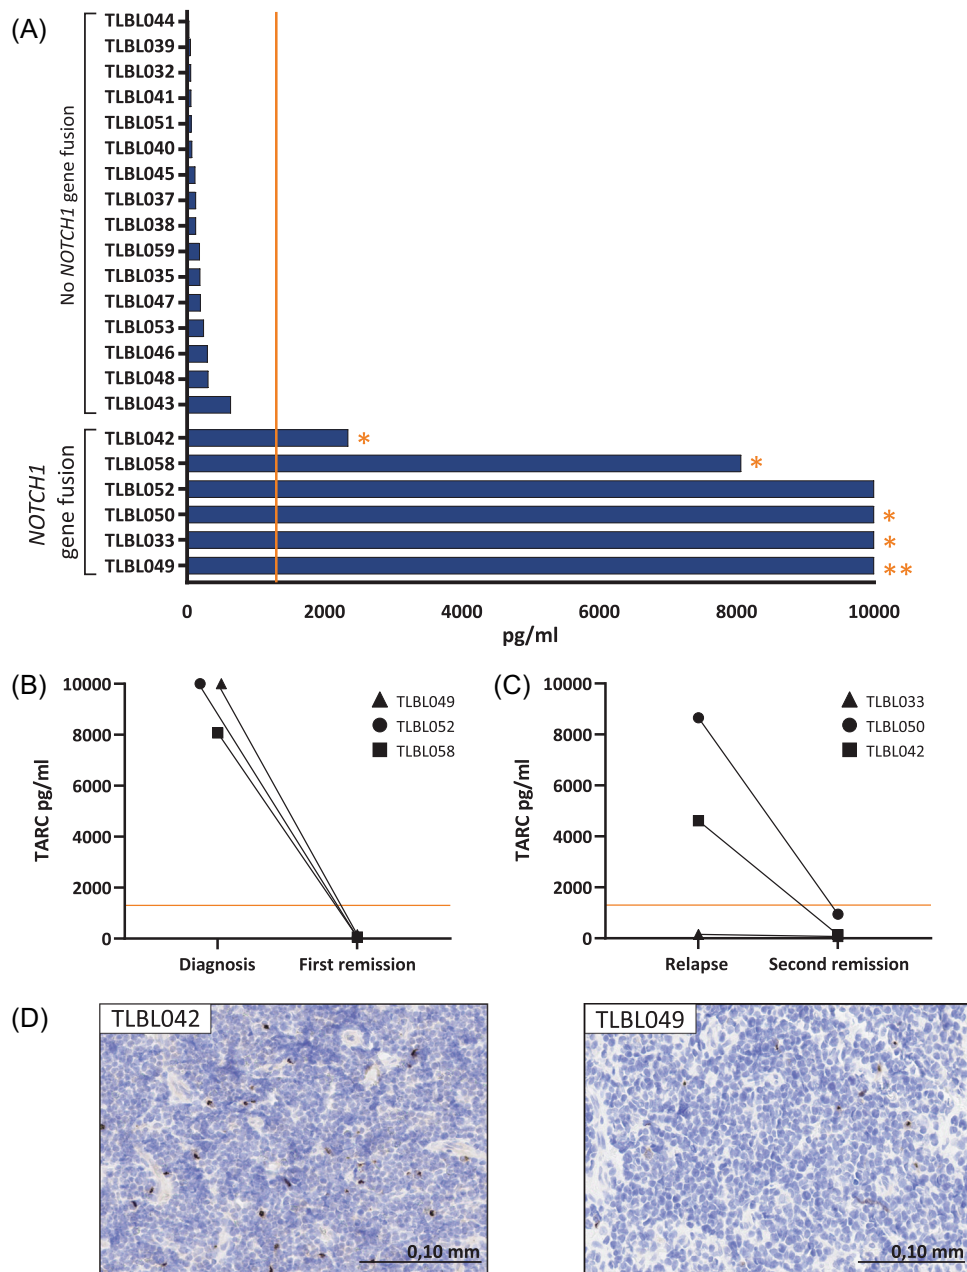 (A)
No NOTCH1 gene fusion
TLBL044
TLBL039
TLBL032
TLBL041
TLBL051
TLBL040
TLBL045
TLBL037
TLBL038
TLBL059
TLBL035
TLBL047
TLBL053
TLBL046
TLBL048
TLBL043
NOTCH1
gene fusion
TLBL042 *
TLBL058 *
TLBL052
TLBL050 *
TLBL033 *
TLBL049 **
0 2000 4000 6000 8000 10000
pg/ml
(B)
TARC pg/ml
10000
8000
6000
4000
2000
0
TLBL049
TLBL052
TLBL058
Diagnosis First remission
(C)
TARC pg/ml
10000
8000
6000
4000
2000
0
TLBL033
TLBL050
TLBL042
Relapse Second remission
(D)
TLBL042
0,10 mm
TLBL049
0,10 mm